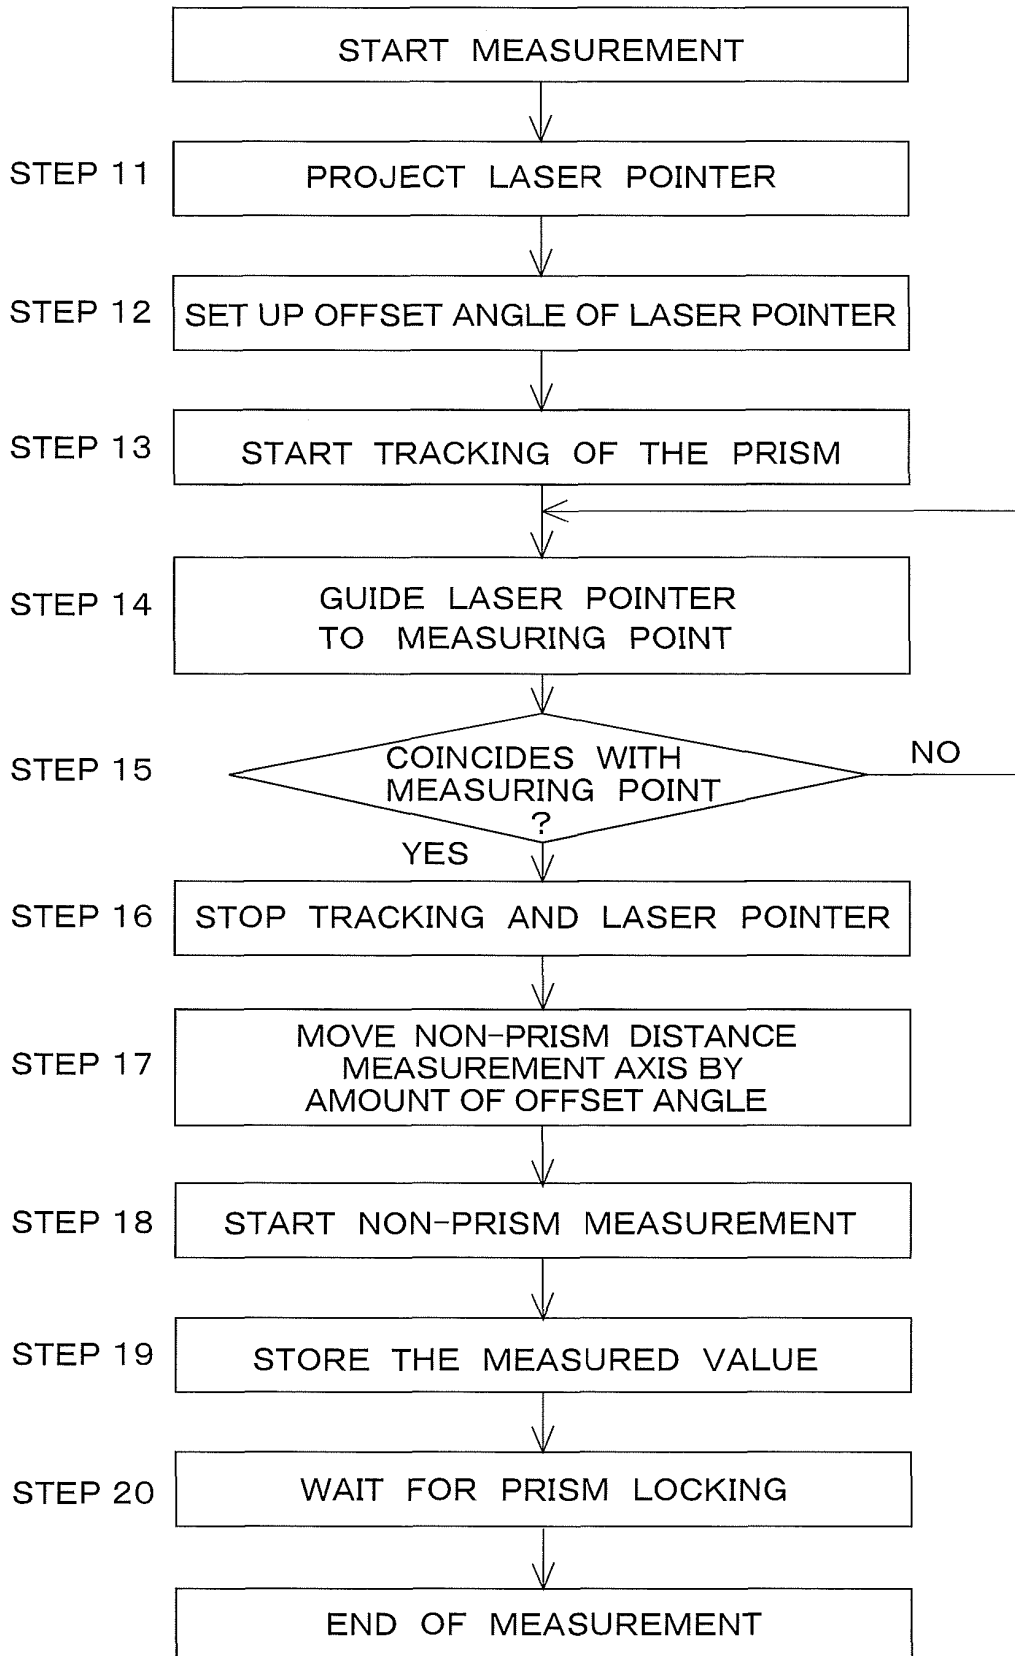 START MEASUREMENT
STEP 11
PROJECT LASER POINTER
STEP 12
SET UP OFFSET ANGLE OF LASER POINTER
STEP 13
START TRACKING OF THE PRISM
STEP 14
GUIDE LASER POINTER
TO MEASURING POINT
STEP 15
COINCIDES WITH
MEASURING POINT
?
NO
YES
STEP 16
STOP TRACKING AND LASER POINTER
STEP 17
MOVE NON-PRISM DISTANCE
MEASUREMENT AXIS BY
AMOUNT OF OFFSET ANGLE
STEP 18
START NON-PRISM MEASUREMENT
STEP 19
STORE THE MEASURED VALUE
STEP 20
WAIT FOR PRISM LOCKING
END OF MEASUREMENT